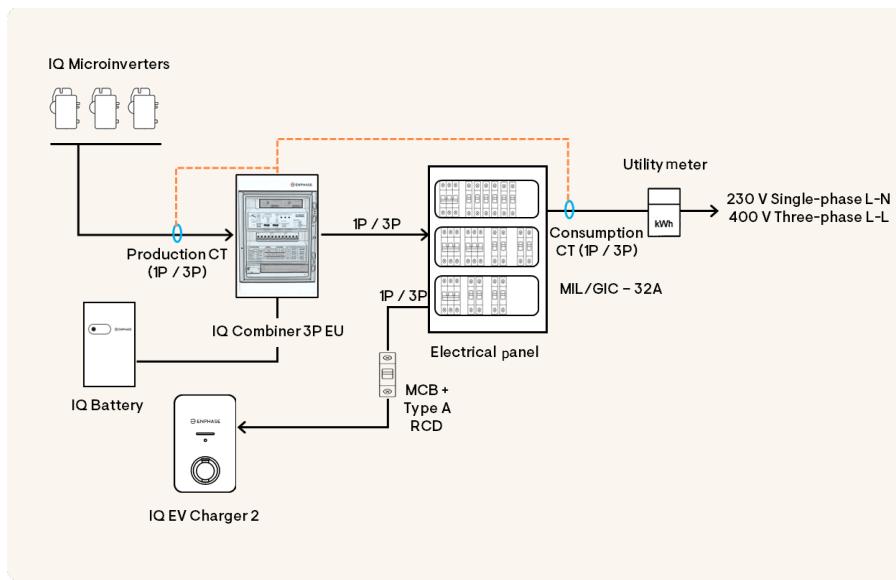 IQ Microinverters
ENPHASE
Utility meter
230 V Single-phase L-N
400 V Three-phase L-L
kWh
1P / 3P
Production CT
(1P / 3P)
Consumption
CT (1P / 3P)
MIL/GIC – 32A
1P / 3P
IQ Combiner 3P EU
Electrical panel
ENPHASE
IQ Battery
MCB +
Type A
RCD
ENPHASE
IQ EV Charger 2